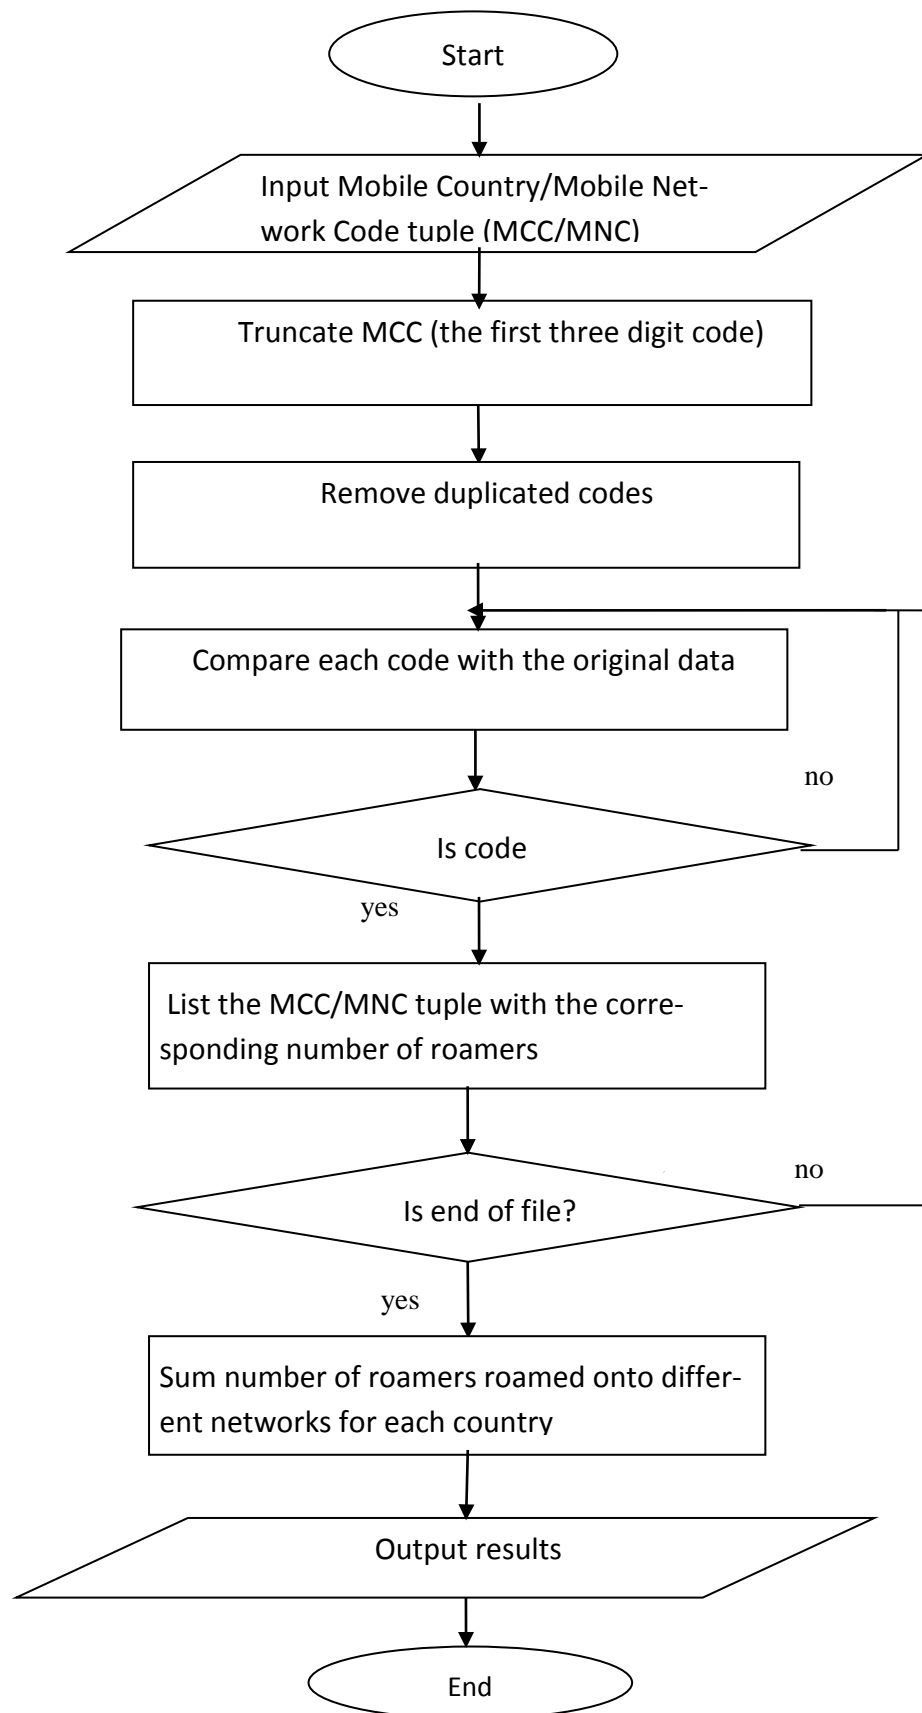 Start
Input Mobile Country/Mobile Net-
work Code tuple (MCC/MNC)
Truncate MCC (the first three digit code)
Remove duplicated codes
Compare each code with the original data
no
Is code
yes
List the MCC/MNC tuple with the corre-
sponding number of roamers
no
Is end of file?
yes
Sum number of roamers roamed onto differ-
ent networks for each country
Output results
End